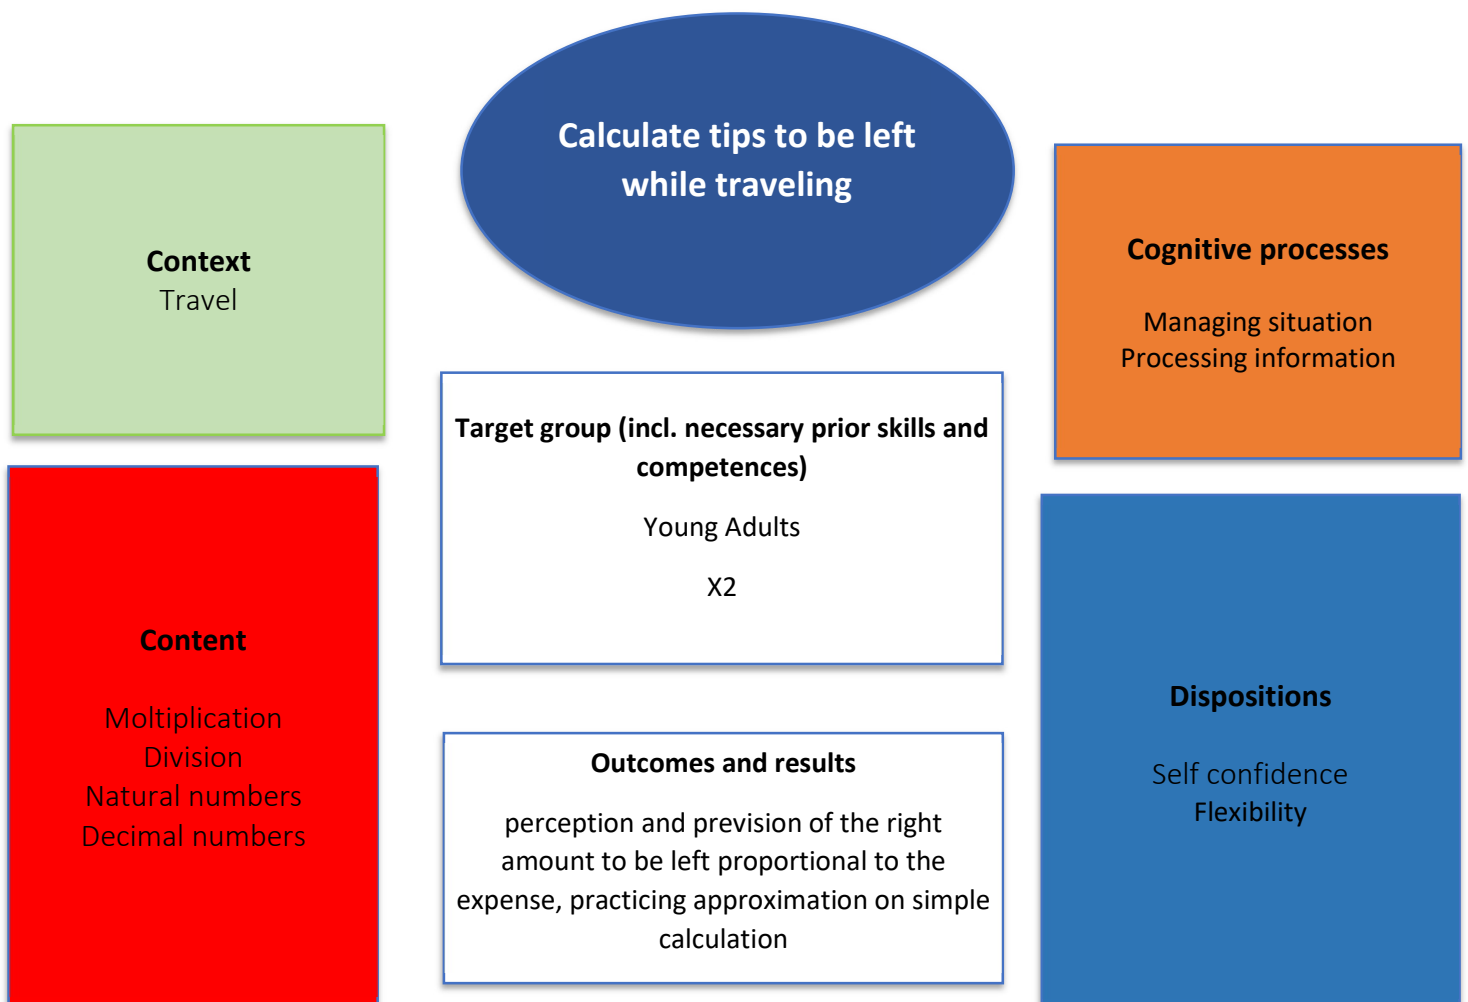 Calculate tips to be left
while traveling
Context
Travel
Cognitive processes
Managing situation
Processing information
Target group (incl. necessary prior skills and
competences)
Young Adults
X2
Content
Moltiplication
Division
Natural numbers
Decimal numbers
Dispositions
Self confidence
Flexibility
Outcomes and results
perception and prevision of the right
amount to be left proportional to the
expense, practicing approximation on simple
calculation